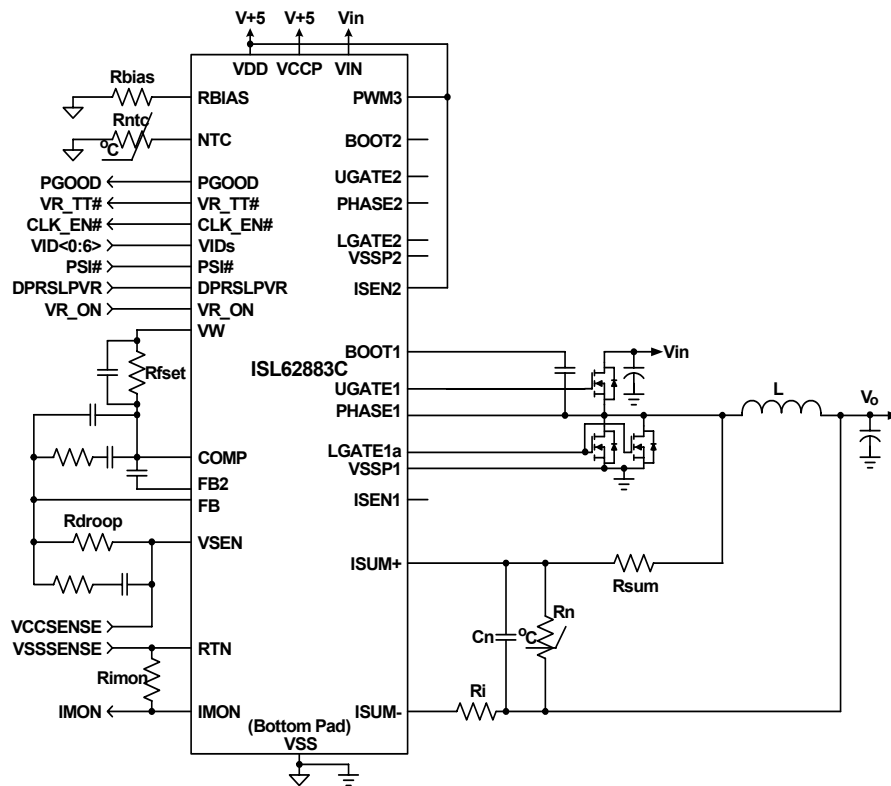 V+5 V+5 Vin
VDD VCCP VIN
Rbias
RBIAS
PWM3
Rntc
°C
NTC
BOOT2
PGOOD
PGOOD
UGATE2
VR_TT#
VR_TT#
PHASE2
CLK_EN#
CLK_EN#
VID<0:6>
VIDs
LGATE2
VSSP2
PSI#
PSI#
DPRSLPVR
DPRSLPVR
ISEN2
VR_ON
VR_ON
VW
Rfset
ISL62883C
BOOT1
Vin
UGATE1
PHASE1
L
Vo
COMP
LGATE1a
VSSP1
FB2
FB
ISEN1
Rdroop
VSEN
ISUM+
Rsum
Cn
°C
Rn
VCCSENSE
VSSSENSE
RTN
Rimon
IMON
IMON
ISUM-
Ri
(Bottom Pad)
VSS